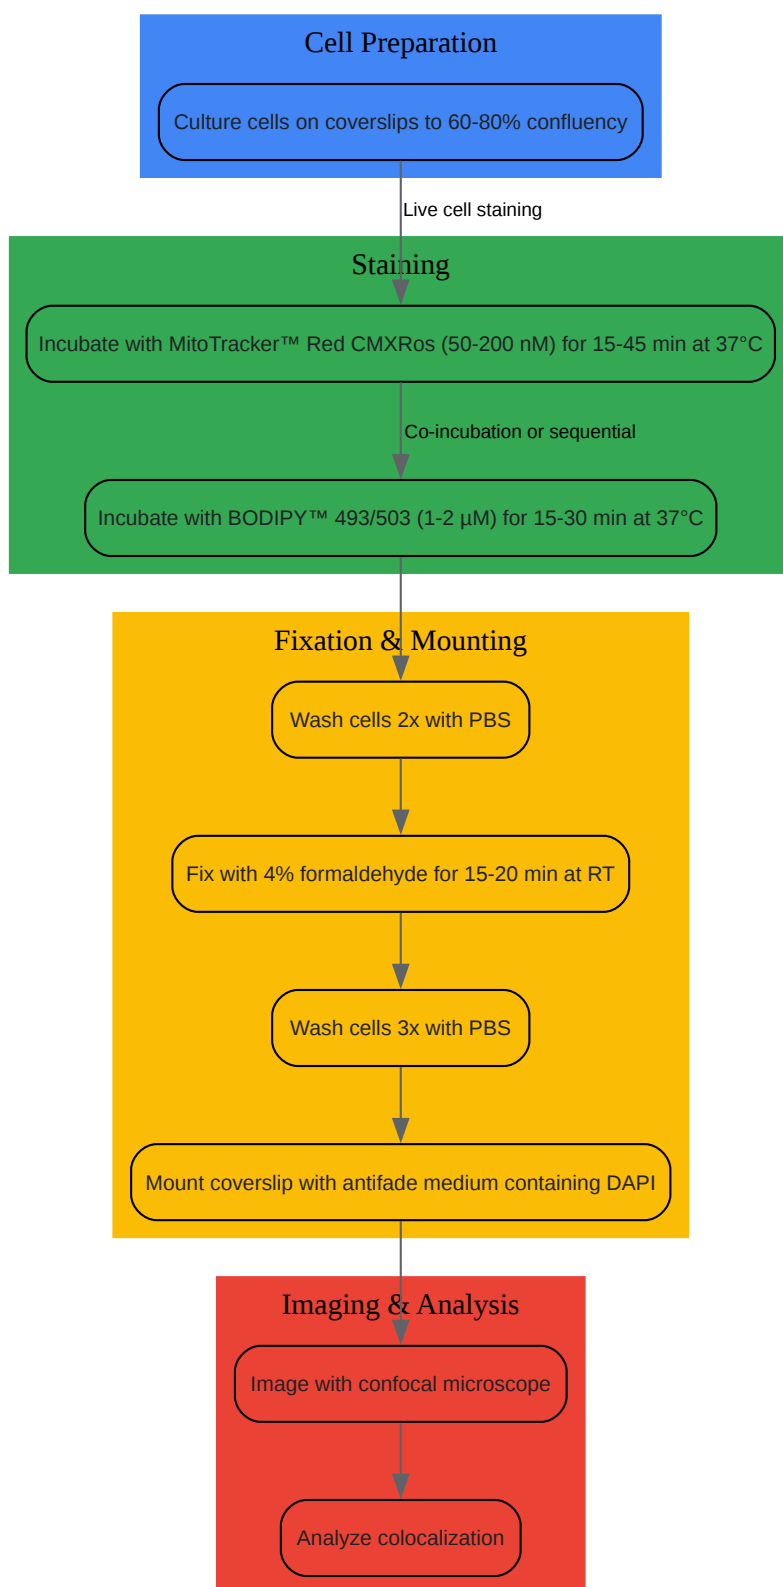 Cell Preparation
Culture cells on coverslips to 60-80% confluency
Live cell staining
Staining
Incubate with MitoTracker™ Red CMXRos (50-200 nM) for 15-45 min at 37°C
Co-incubation or sequential
Incubate with BODIPY™ 493/503 (1-2 µM) for 15-30 min at 37°C
Fixation & Mounting
Wash cells 2x with PBS
Fix with 4% formaldehyde for 15-20 min at RT
Wash cells 3x with PBS
Mount coverslip with antifade medium containing DAPI
Imaging & Analysis
Image with confocal microscope
Analyze colocalization